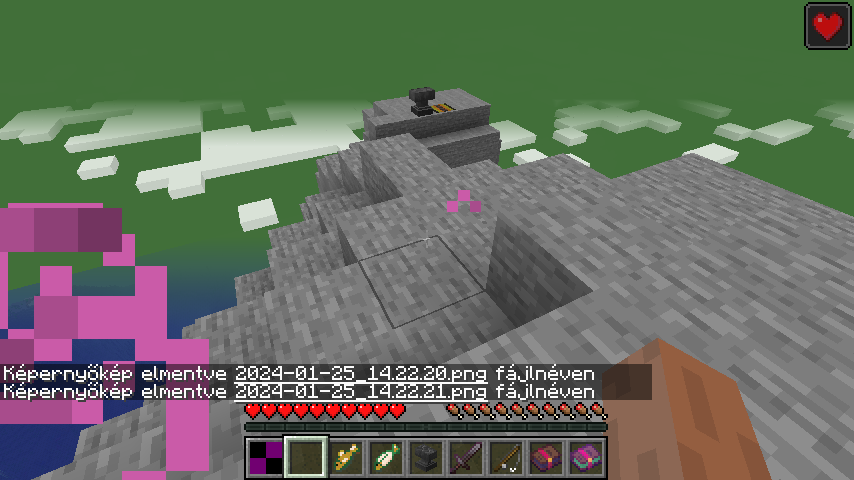 Képernyőkép elmentve 2024-01-25_14.22.20.png fájlnéven
Képernyőkép elmentve 2024-01-25_14.22.21.png fájlnéven